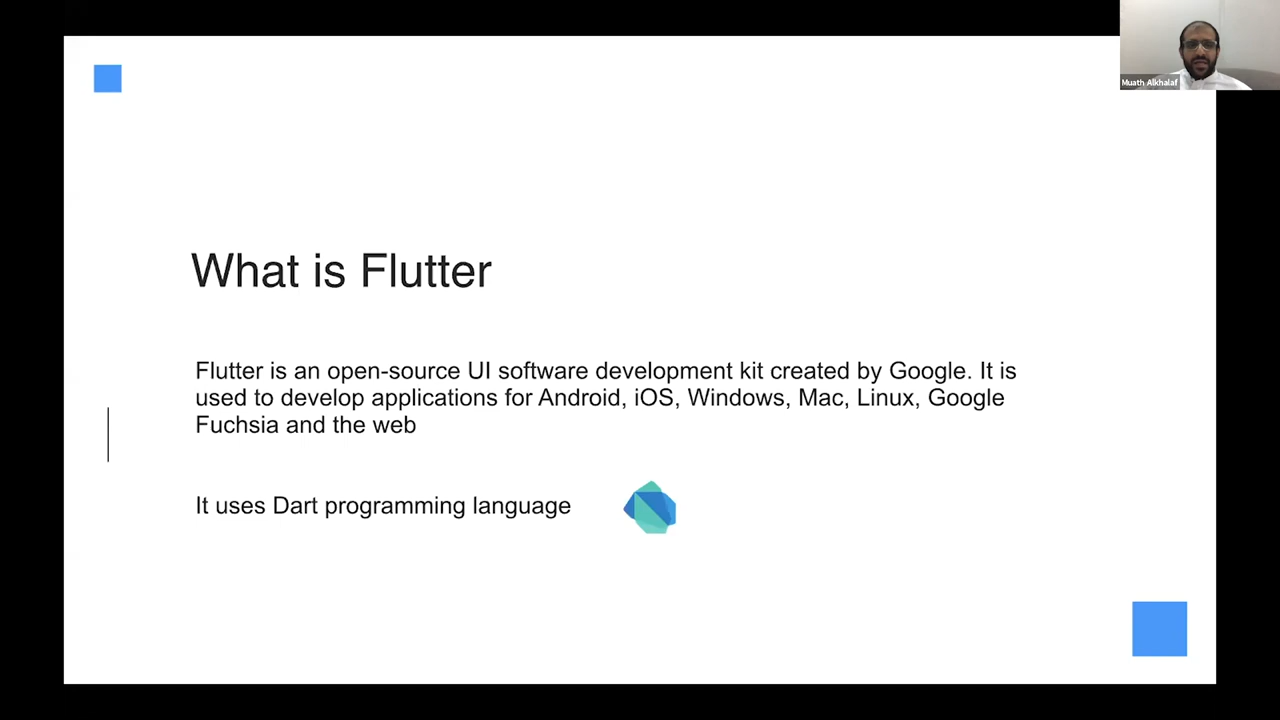 Muath Alkhalaf
What is Flutter
Flutter is an open-source UI software development kit created by Google. It is
used to develop applications for Android, iOS, Windows, Mac, Linux, Google
Fuchsia and the web
It uses Dart programming language